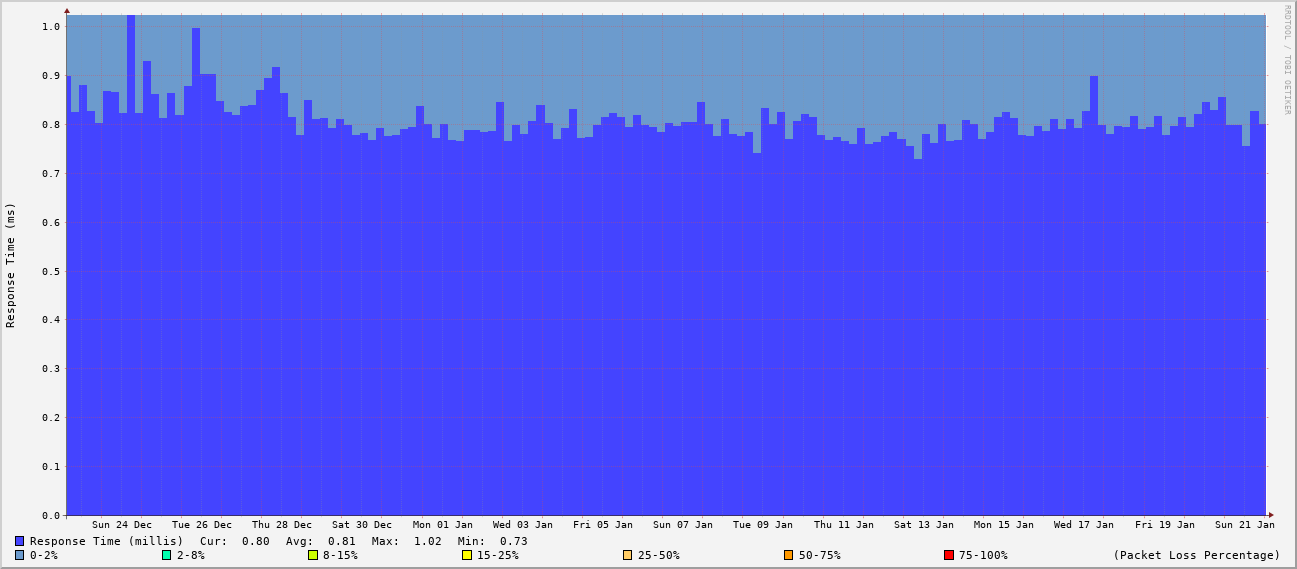 RRDTOOL / TOBI OETIKER
Response Time (ms)
1.0
0.9
0.8
0.7
0.6
0.5
0.4
0.3
0.2
0.1
0.0
Sun 24 Dec Tue 26 Dec Thu 28 Dec Sat 30 Dec Mon 01 Jan Wed 03 Jan Fri 05 Jan Sun 07 Jan Tue 09 Jan Thu 11 Jan Sat 13 Jan Mon 15 Jan Wed 17 Jan Fri 19 Jan Sun 21 Jan
Response Time (millis) Cur: 0.80 Avg: 0.81 Max: 1.02 Min: 0.73
0-2% 2-8% 8-15% 15-25% 25-50% 50-75% 75-100% (Packet Loss Percentage)